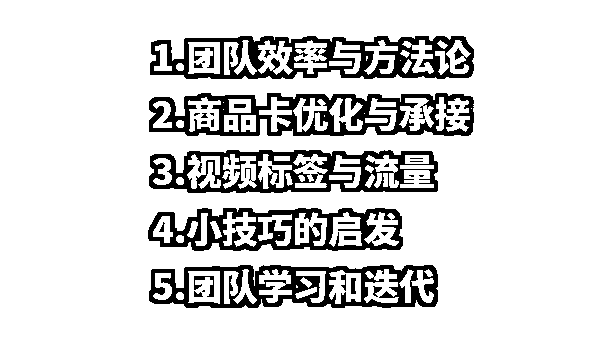 1.团队效率与方法论
2.商品卡优化与承接
3.视频标签与流量
4.小技巧的启发
5.团队学习和迭代